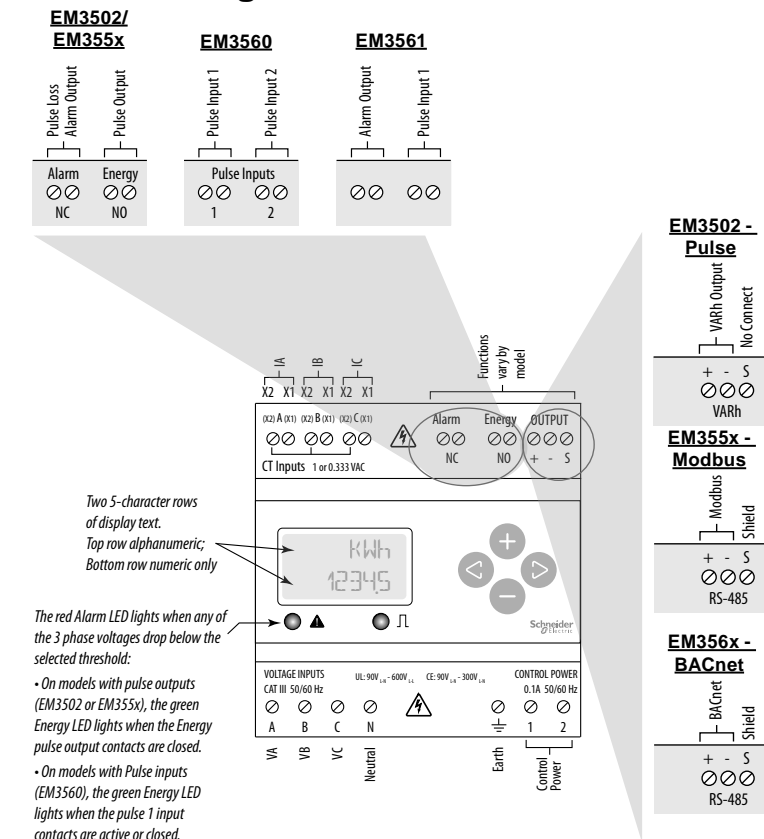 EM3502/
EM355x
EM3560
EM3561
Pulse Loss
Alarm Output
Pulse Output
Pulse Input 1
Pulse Input 2
Alarm Output
Pulse Input 1
Alarm Energy
NC NO
Pulse Inputs
1 2
EM3502 -
Pulse
VARh Output
No Connect
+ - S
VARh
EM355x -
Modbus
Modbus
Shield
+ - S
RS-485
EM356x -
BACnet
BACnet
Shield
+ - S
RS-485
IA IB IC
X2 X1 X2 X1 X2 X1
Functions
vary by
model
(X2) A (X1) (X2) B (X1) (X2) C (X1)
CT Inputs 1 or 0.333 VAC
Alarm Energy OUTPUT
NC NO + - S
Two 5-character rows
of display text.
Top row alphanumeric;
Bottom row numeric only
KWh
12345
The red Alarm LED lights when any of
the 3 phase voltages drop below the
selected threshold:
• On models with pulse outputs
(EM3502 or EM355x), the green
Energy LED lights when the Energy
pulse output contacts are closed.
• On models with Pulse inputs
(EM3560), the green Energy LED
lights when the pulse 1 input
contacts are active or closed.
+
-
Schneider
Electric
VOLTAGE INPUTS
CAT III 50/60 Hz
UL: 90V L-N - 600V L-L CE: 90V L-N - 300V L-N
CONTROL POWER
0.1A 50/60 Hz
A B C N 1 2
VA VB VC Neutral Earth
Control
Power